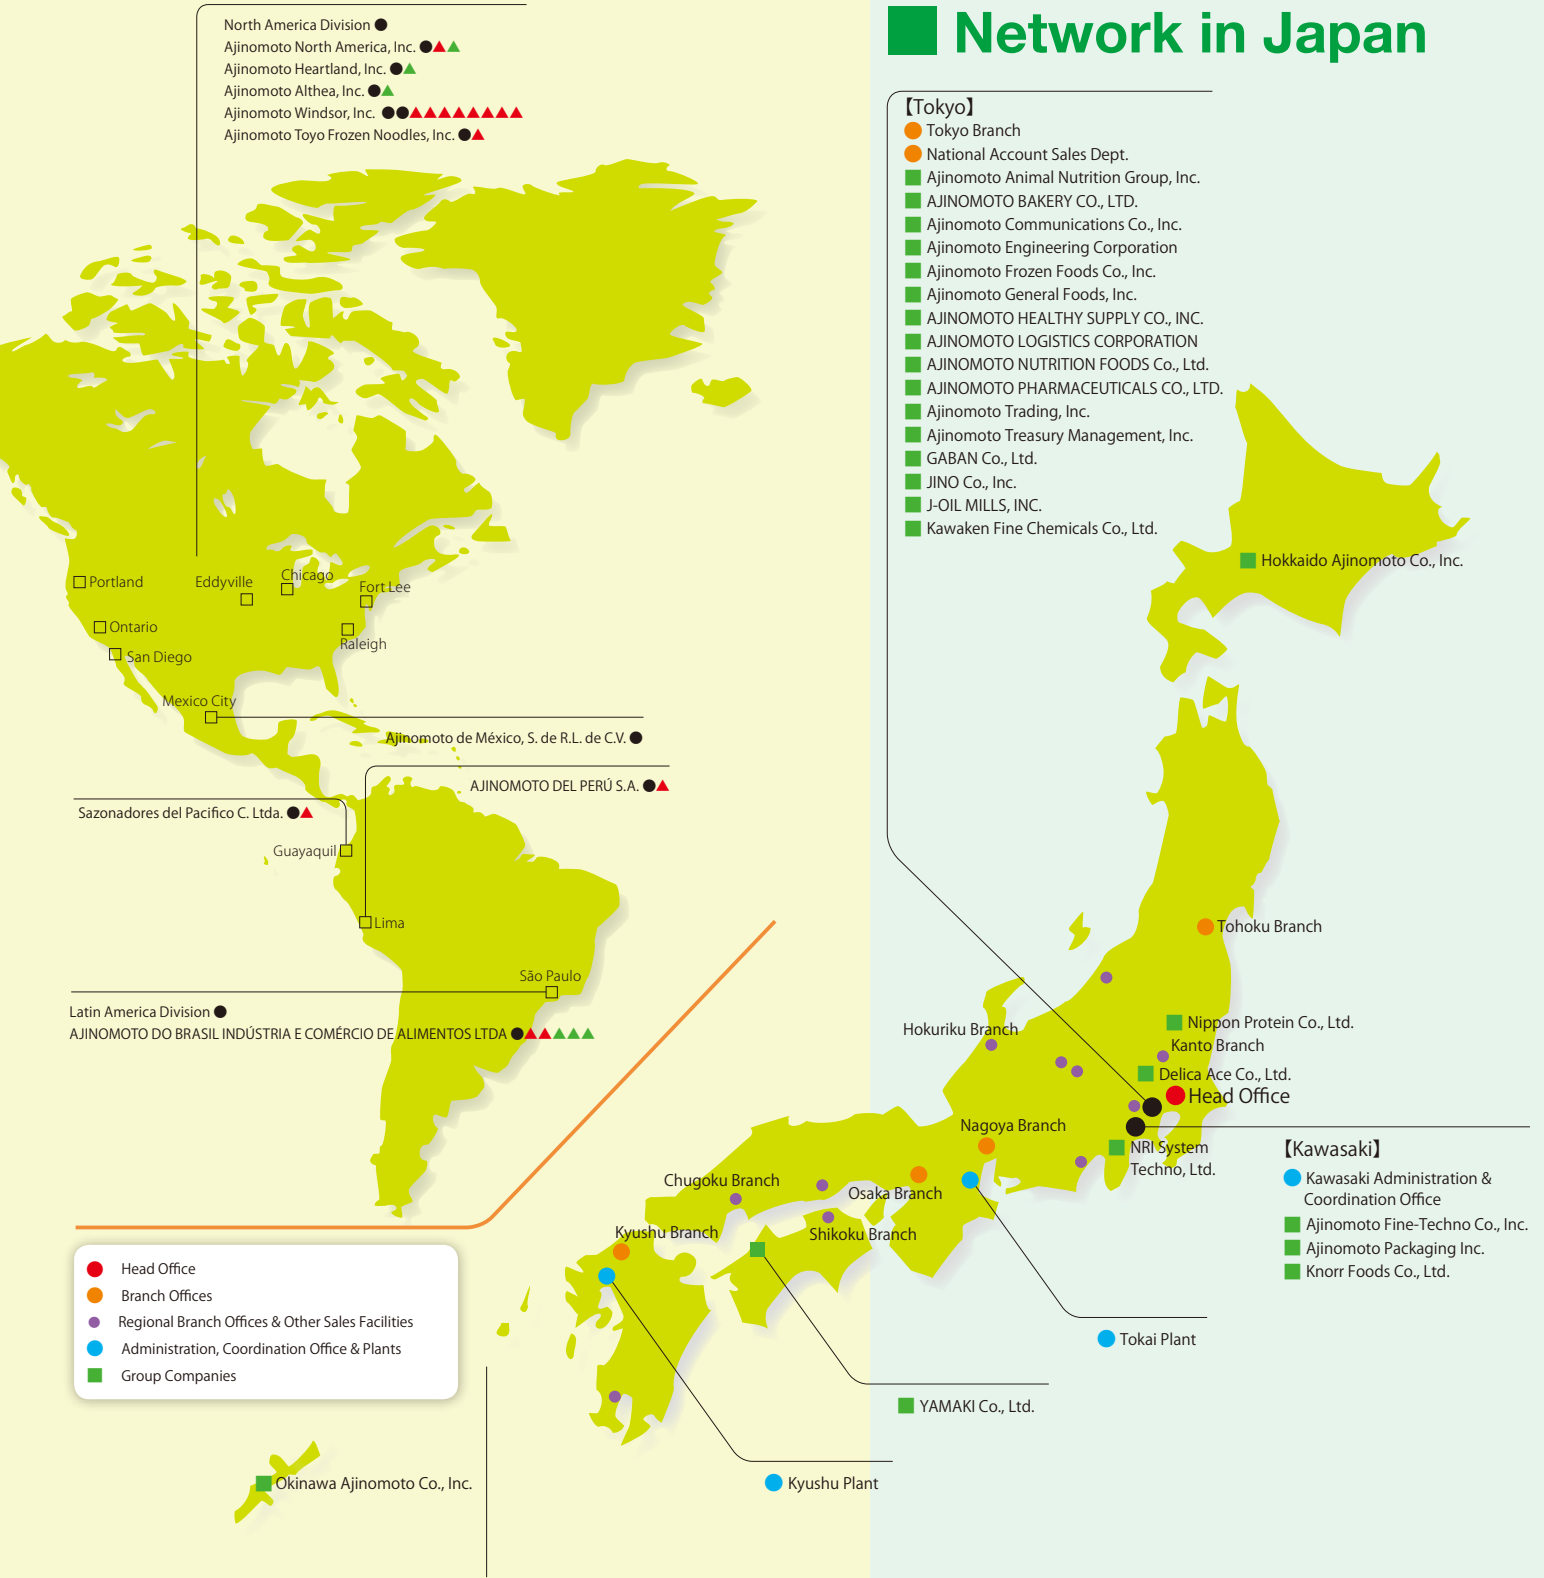 North America Division
Ajinomoto North America, Inc.
Ajinomoto Heartland, Inc.
Ajinomoto Althea, Inc.
Ajinomoto Windsor, Inc.
Ajinomoto Toyo Frozen Noodles, Inc.
Portland
Eddyville
Chicago
Fort Lee
Ontario
Raleigh
San Diego
Mexico City
Ajinomoto de México, S. de R.L. de C.V.
AJINOMOTO DEL PERÚ S.A.
Sazonadores del Pacifico C. Ltda.
Guayaquil
Lima
São Paulo
Latin America Division
AJINOMOTO DO BRASIL INDÚSTRIA E COMÉRCIO DE ALIMENTOS LTDA
Network in Japan
【Tokyo】
Tokyo Branch
National Account Sales Dept.
Ajinomoto Animal Nutrition Group, Inc.
AJINOMOTO BAKERY CO., LTD.
Ajinomoto Communications Co., Inc.
Ajinomoto Engineering Corporation
Ajinomoto Frozen Foods Co., Inc.
Ajinomoto General Foods, Inc.
AJINOMOTO HEALTHY SUPPLY CO., INC.
AJINOMOTO LOGISTICS CORPORATION
AJINOMOTO NUTRITION FOODS Co., Ltd.
AJINOMOTO PHARMACEUTICALS CO., LTD.
Ajinomoto Trading, Inc.
Ajinomoto Treasury Management, Inc.
GABAN Co., Ltd.
JINO Co., Inc.
J-OIL MILLS, INC.
Kawaken Fine Chemicals Co., Ltd.
Hokkaido Ajinomoto Co., Inc.
Tohoku Branch
Nippon Protein Co., Ltd.
Hokuriku Branch
Kanto Branch
Delica Ace Co., Ltd.
Head Office
Nagoya Branch
NRI System
Techno, Ltd.
【Kawasaki】
Kawasaki Administration &
Coordination Office
Ajinomoto Fine-Techno Co., Inc.
Ajinomoto Packaging Inc.
Knorr Foods Co., Ltd.
Chugoku Branch
Osaka Branch
Kyushu Branch
Shikoku Branch
Tokai Plant
YAMAKI Co., Ltd.
Kyushu Plant
Head Office
Branch Offices
Regional Branch Offices & Other Sales Facilities
Administration, Coordination Office & Plants
Group Companies
Okinawa Ajinomoto Co., Inc.